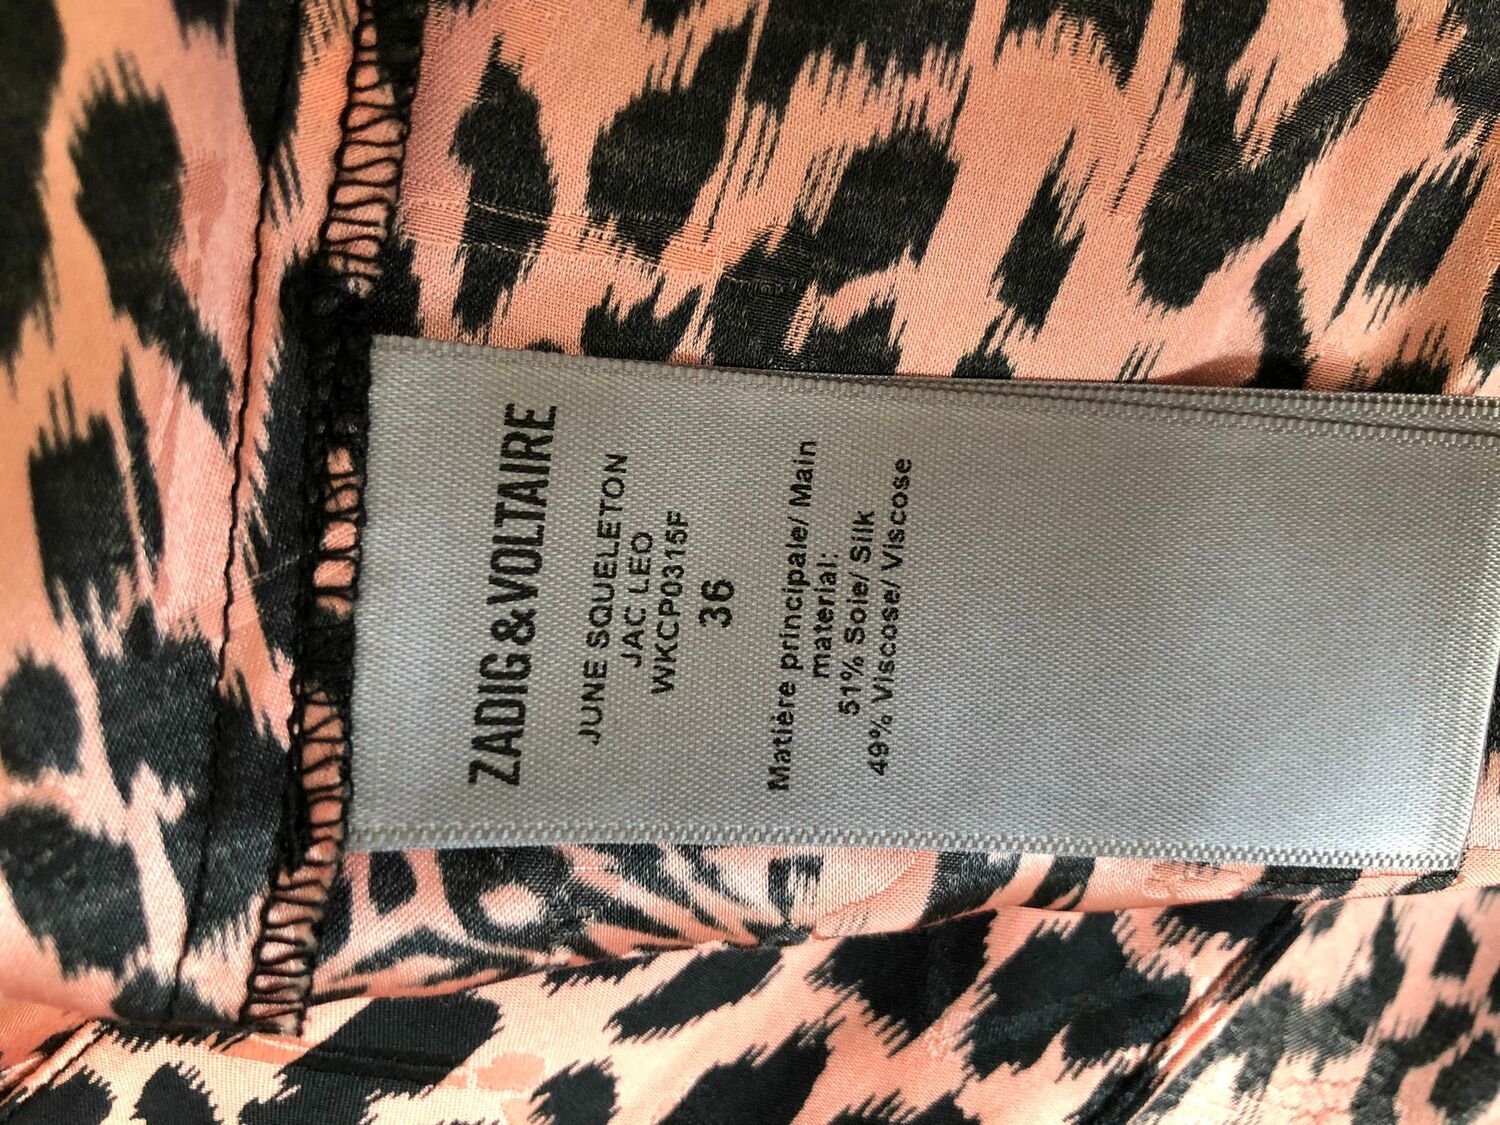 ZADIG&VOLTAIRE
JUNE SQUELETON
JAC LEO
WKCP0315F
36
Matière principale/ Main
material:
51% Soie/ Silk
49% Viscose/ Viscose